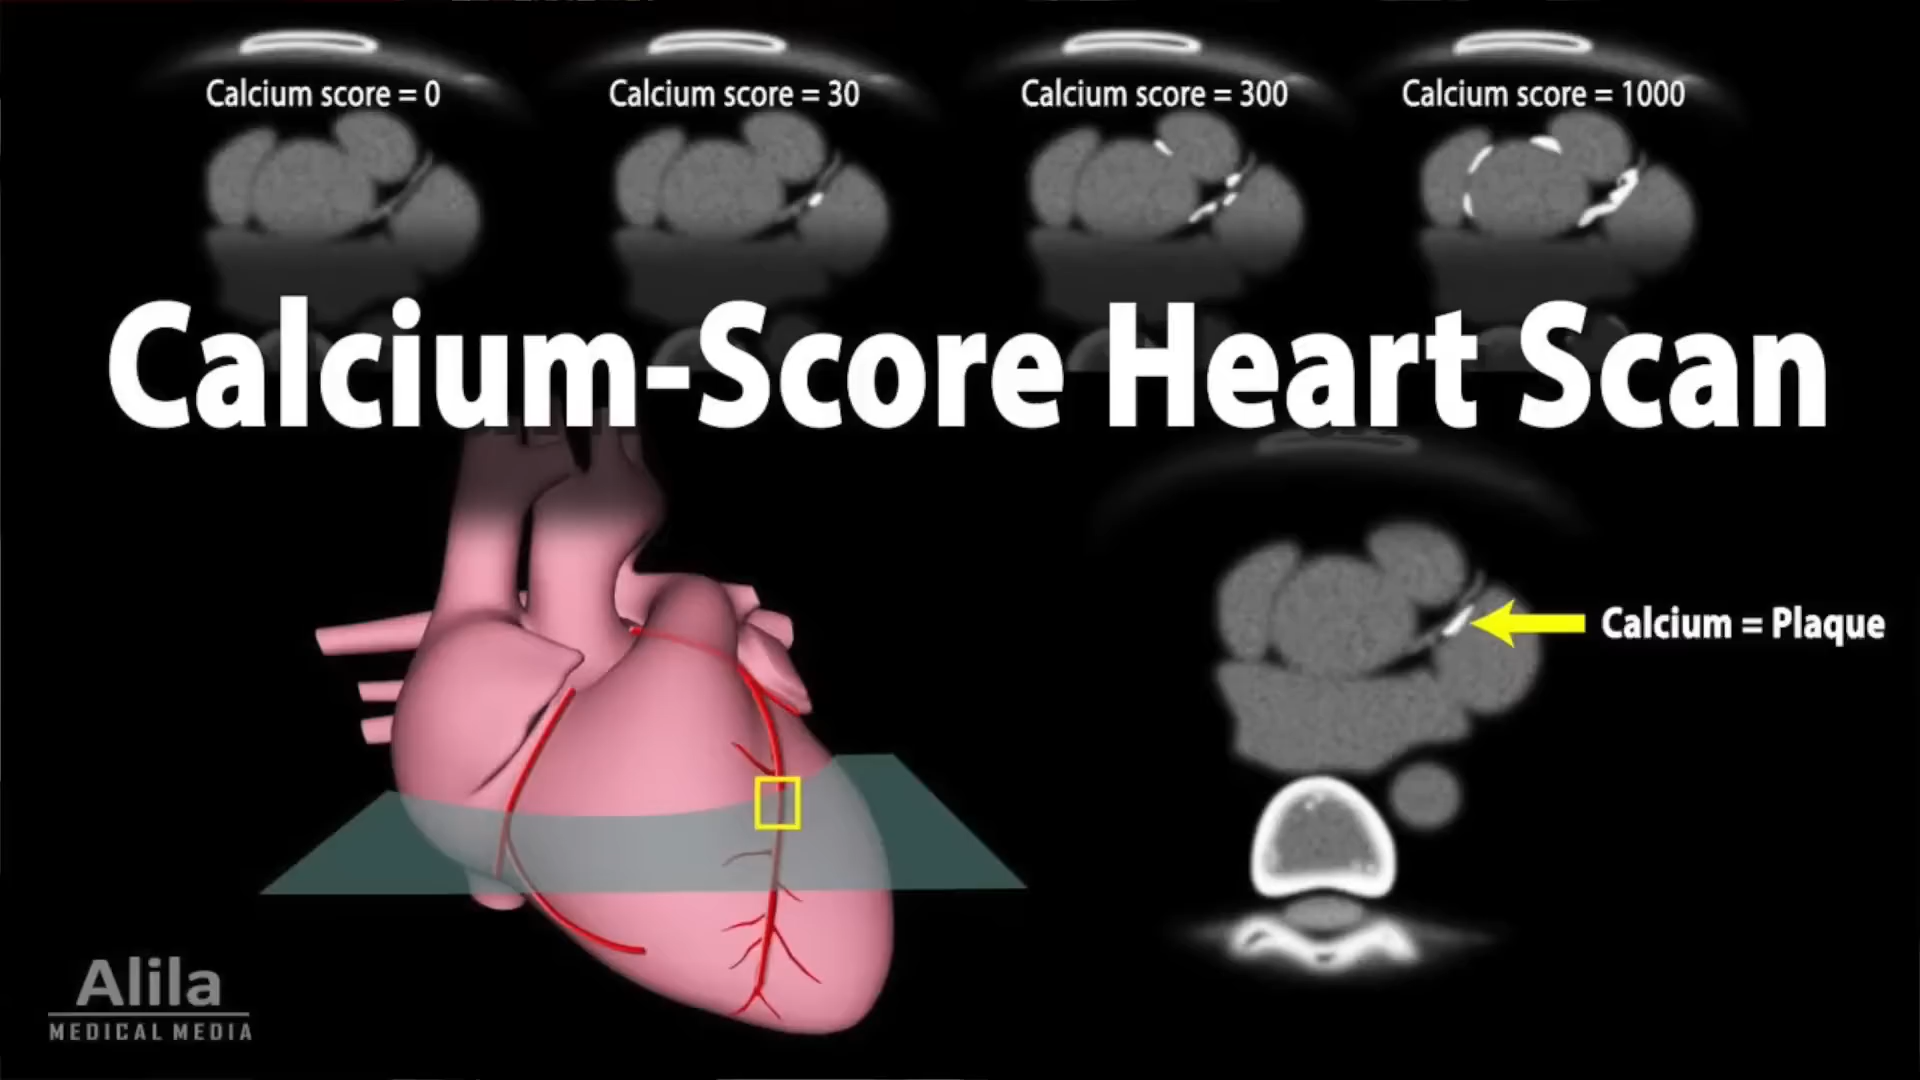 Calcium score = 0
Calcium score = 30
Calcium score = 300
Calcium score = 1000
Calcium-Score Heart Scan
Calcium = Plaque
Alila
MEDICAL MEDIA